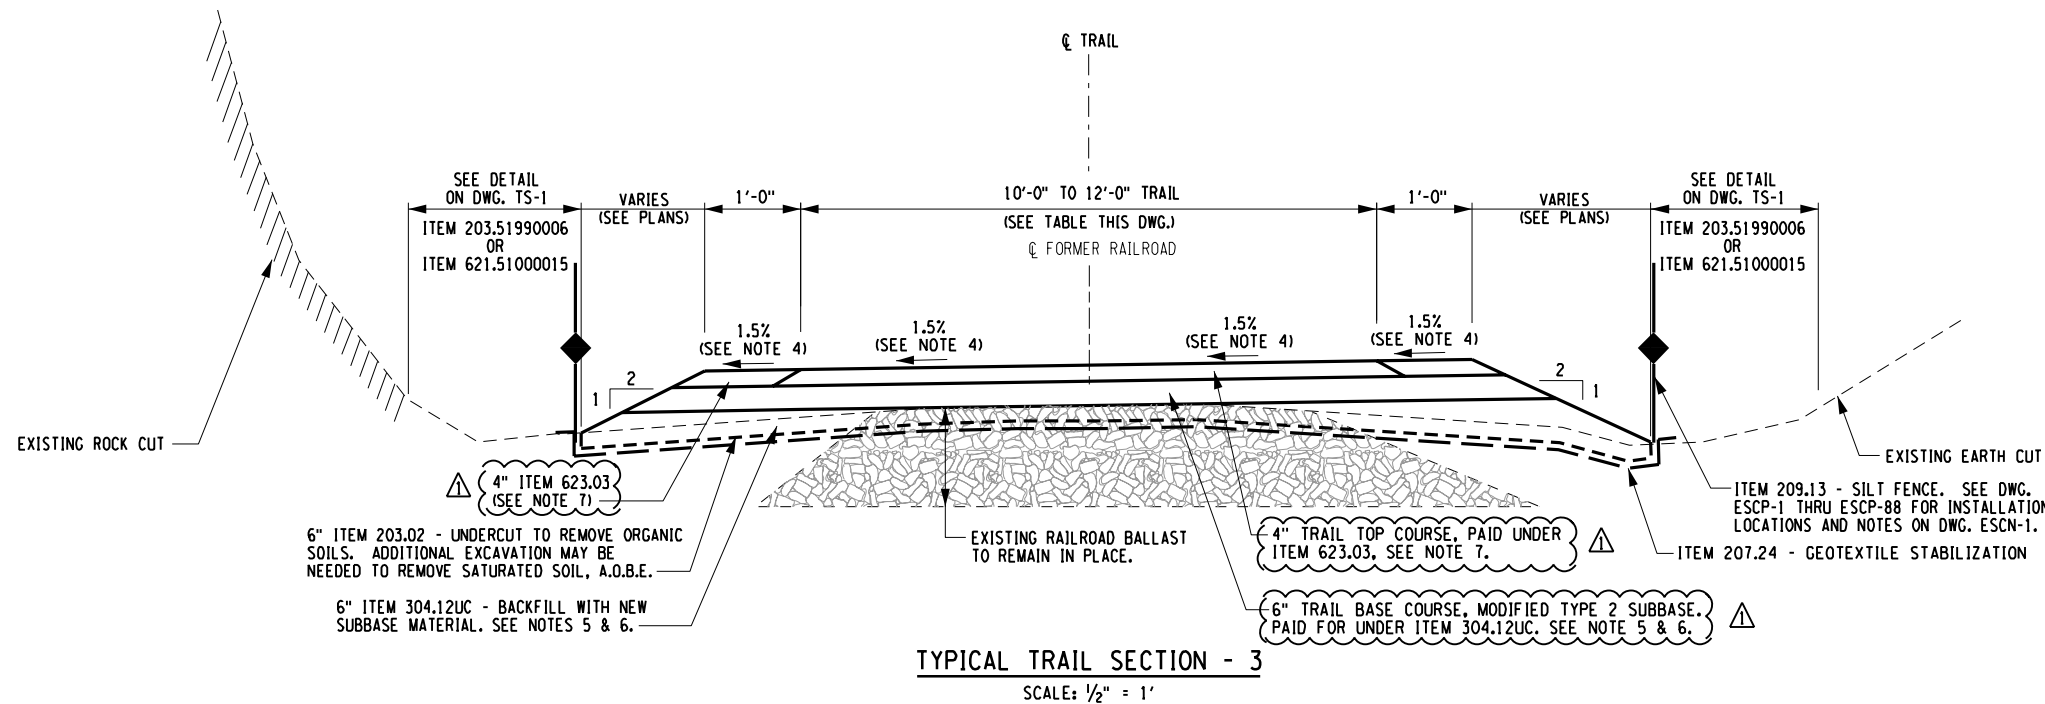 ℄ TRAIL
SEE DETAIL
ON DWG. TS-1
ITEM 203.51990006
OR
ITEM 621.51000015
VARIES
(SEE PLANS)
1'-0"
10'-0" TO 12'-0" TRAIL
(SEE TABLE THIS DWG.)
℄ FORMER RAILROAD
1'-0"
VARIES
(SEE PLANS)
SEE DETAIL
ON DWG. TS-1
ITEM 203.51990006
OR
ITEM 621.51000015
1.5%
(SEE NOTE 4)
1.5%
(SEE NOTE 4)
1.5%
(SEE NOTE 4)
1.5%
(SEE NOTE 4)
2
1
2
1
EXISTING ROCK CUT
EXISTING EARTH CUT
1
4" ITEM 623.03
(SEE NOTE 7)
6" ITEM 203.02 - UNDERCUT TO REMOVE ORGANIC
SOILS. ADDITIONAL EXCAVATION MAY BE
NEEDED TO REMOVE SATURATED SOIL, A.O.B.E.
6" ITEM 304.12UC - BACKFILL WITH NEW
SUBBASE MATERIAL. SEE NOTES 5 & 6.
EXISTING RAILROAD BALLAST
TO REMAIN IN PLACE.
4" TRAIL TOP COURSE, PAID UNDER
ITEM 623.03, SEE NOTE 7.
1
6" TRAIL BASE COURSE, MODIFIED TYPE 2 SUBBASE.
PAID FOR UNDER ITEM 304.12UC. SEE NOTE 5 & 6.
1
ITEM 209.13 - SILT FENCE. SEE DWG.
ESCP-1 THRU ESCP-88 FOR INSTALLATION
LOCATIONS AND NOTES ON DWG. ESCN-1.
ITEM 207.24 - GEOTEXTILE STABILIZATION
TYPICAL TRAIL SECTION - 3
SCALE: 1/2" = 1'